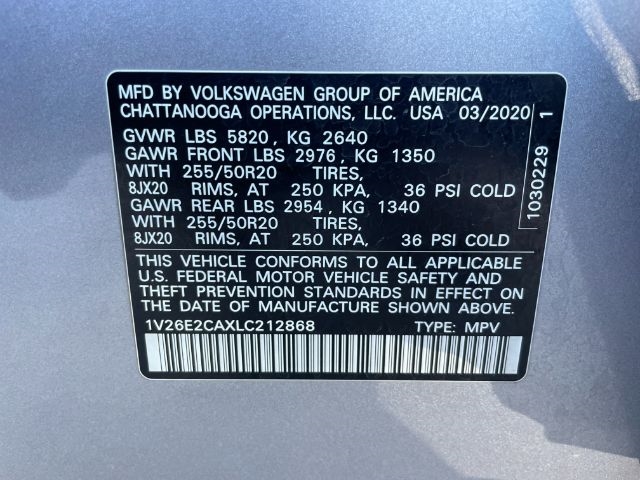 MFD BY VOLKSWAGEN GROUP OF AMERICA
CHATTANOOGA OPERATIONS, LLC. USA 03/2020
GVWR LBS 5820, KG 2640
GAWR FRONT LBS 2976, KG 1350
WITH 255/50R20 TIRES,
8JX20 RIMS, AT 250 KPA, 36 PSI COLD
GAWR REAR LBS 2954, KG 1340
WITH 255/50R20 TIRES,
8JX20 RIMS, AT 250 KPA, 36 PSI COLD
THIS VEHICLE CONFORMS TO ALL APPLICABLE
U.S. FEDERAL MOTOR VEHICLE SAFETY AND
THEFT PREVENTION STANDARDS IN EFFECT ON
THE DATE OF MANUFACTURE SHOWN ABOVE.
1V26E2CAXLC212868 TYPE: MPV
1030229 1